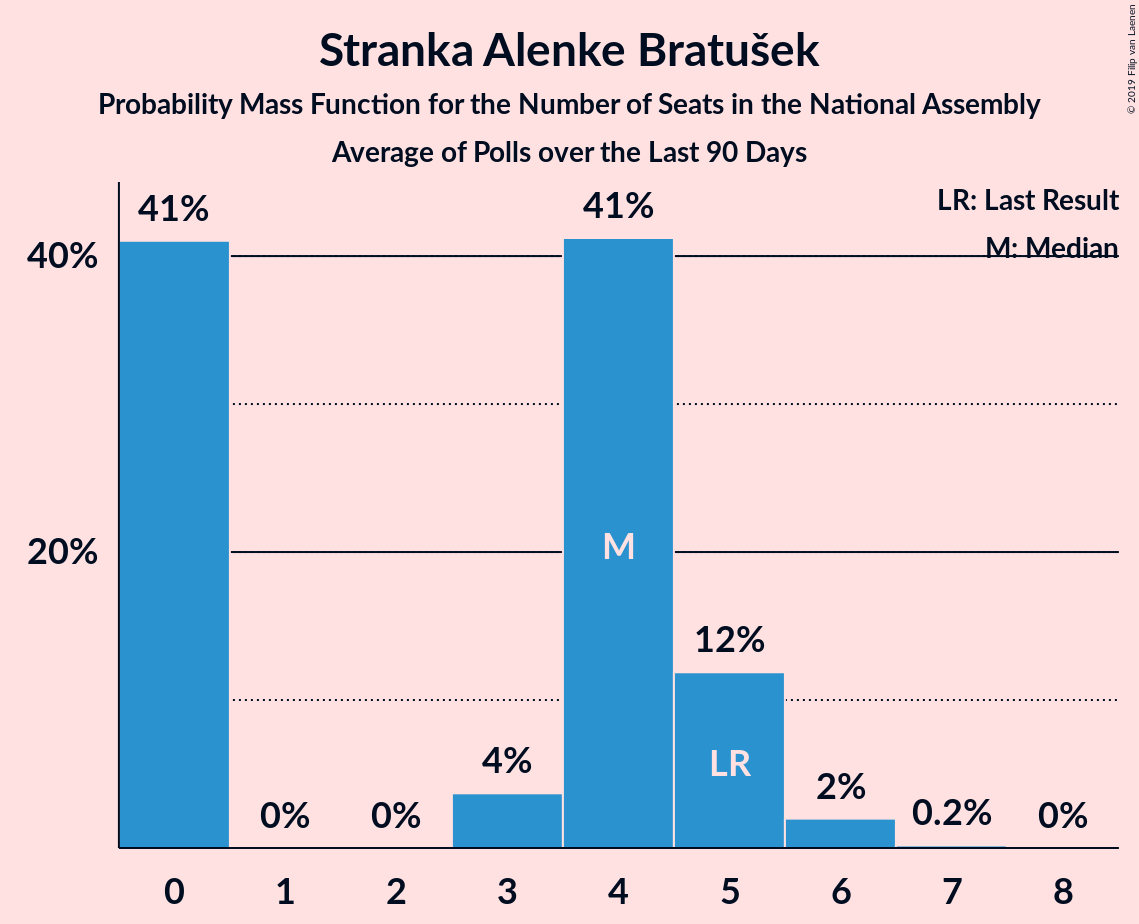 Stranka Alenke Bratušek
Probability Mass Function for the Number of Seats in the National Assembly
Average of Polls over the Last 90 Days
© 2019 Filip van Laenen
LR: Last Result
M: Median
41%
41%
40%
M
20%
12%
LR
4%
2%
0%
0%
0.2%
0%
0 1 2 3 4 5 6 7 8